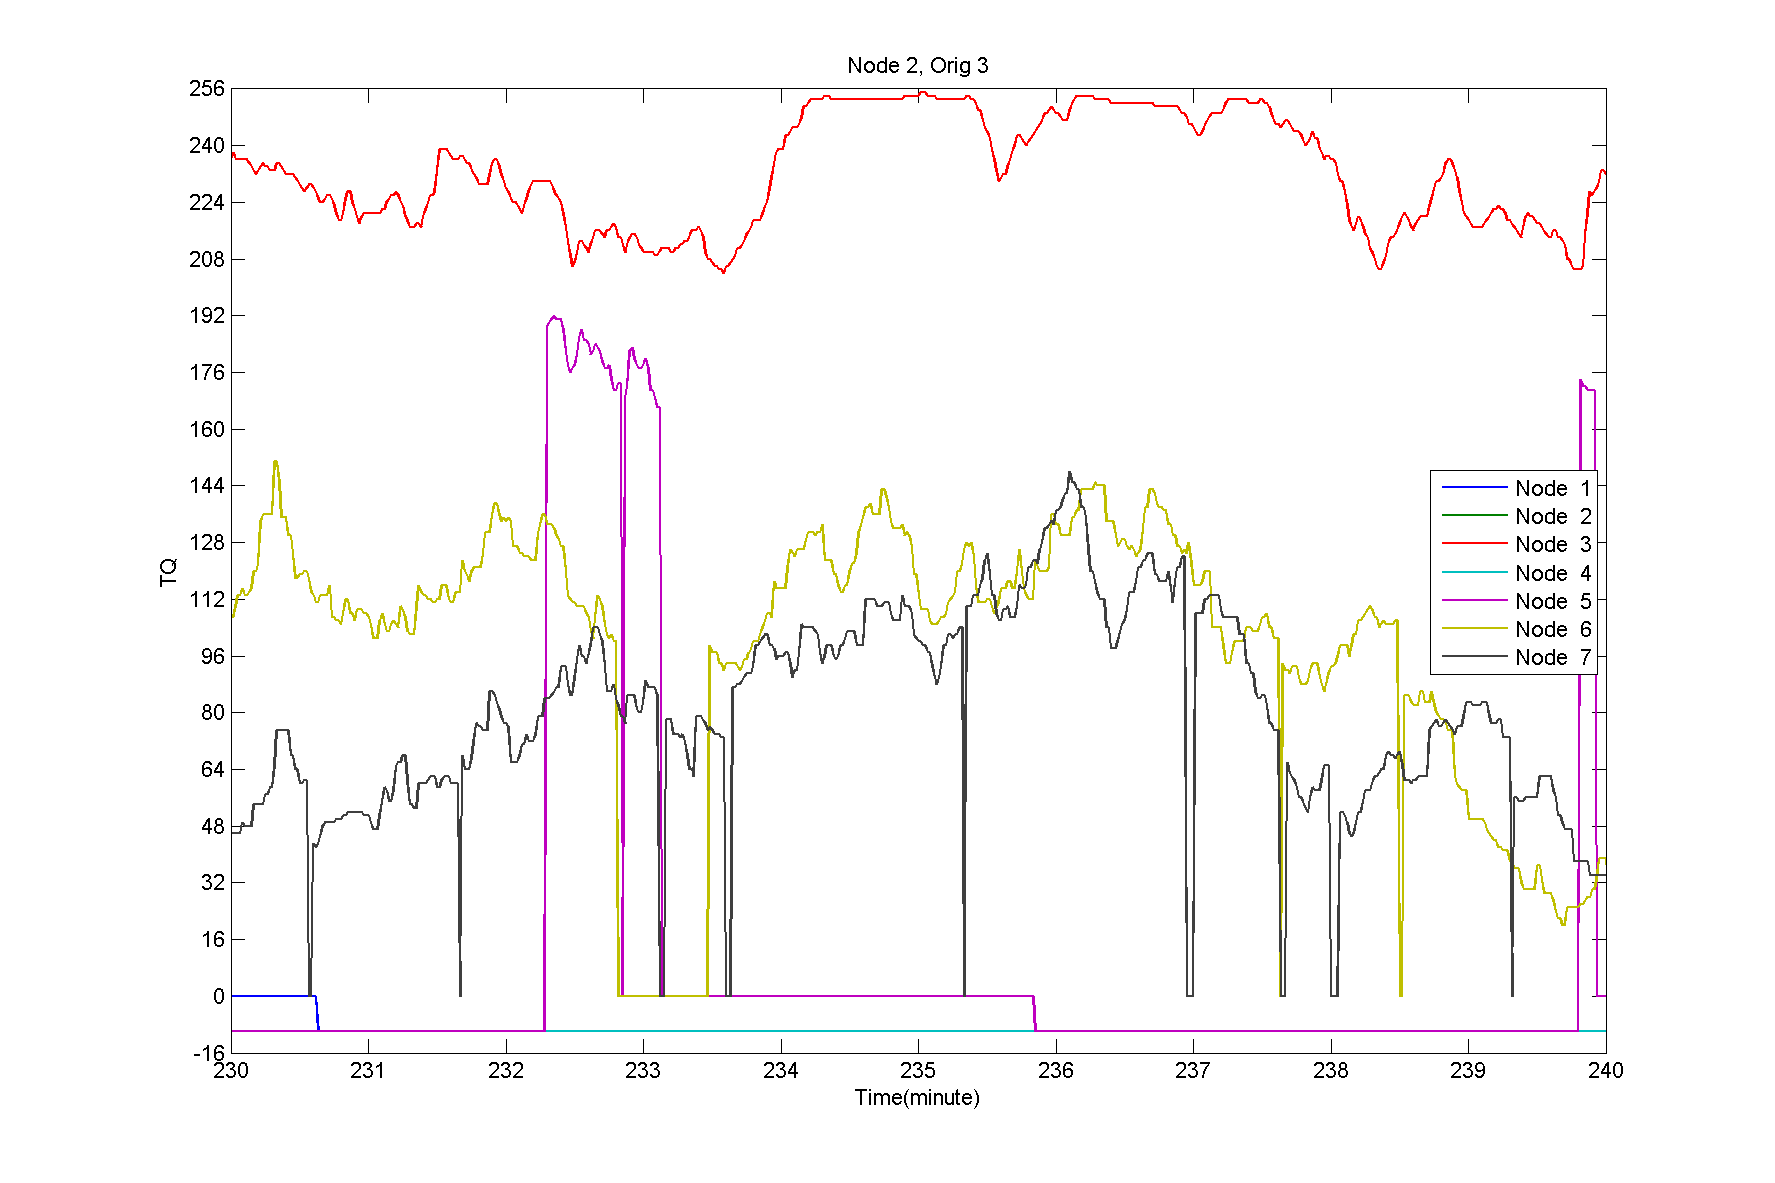 Node 2, Orig 3
256
240
224
208
192
176
160
144
128
112
96
80
64
48
32
16
0
-16
TQ
Node 1
Node 2
Node 3
Node 4
Node 5
Node 6
Node 7
230 231 232 233 234 235 236 237 238 239 240
Time(minute)